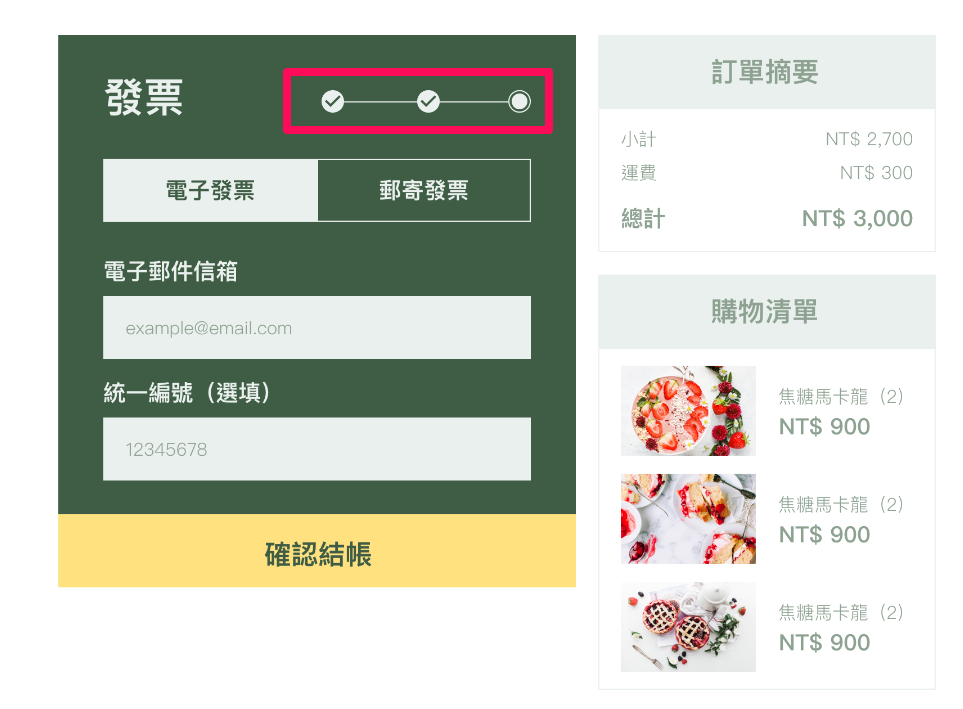 發票
電子發票
郵寄發票
電子郵件信箱
example@email.com
統一編號（選填）
12345678
確認結帳
訂單摘要
小計 NT$ 2,700
運費 NT$ 300
總計 NT$ 3,000
購物清單
焦糖馬卡龍（2）
NT$ 900
焦糖馬卡龍（2）
NT$ 900
焦糖馬卡龍（2）
NT$ 900